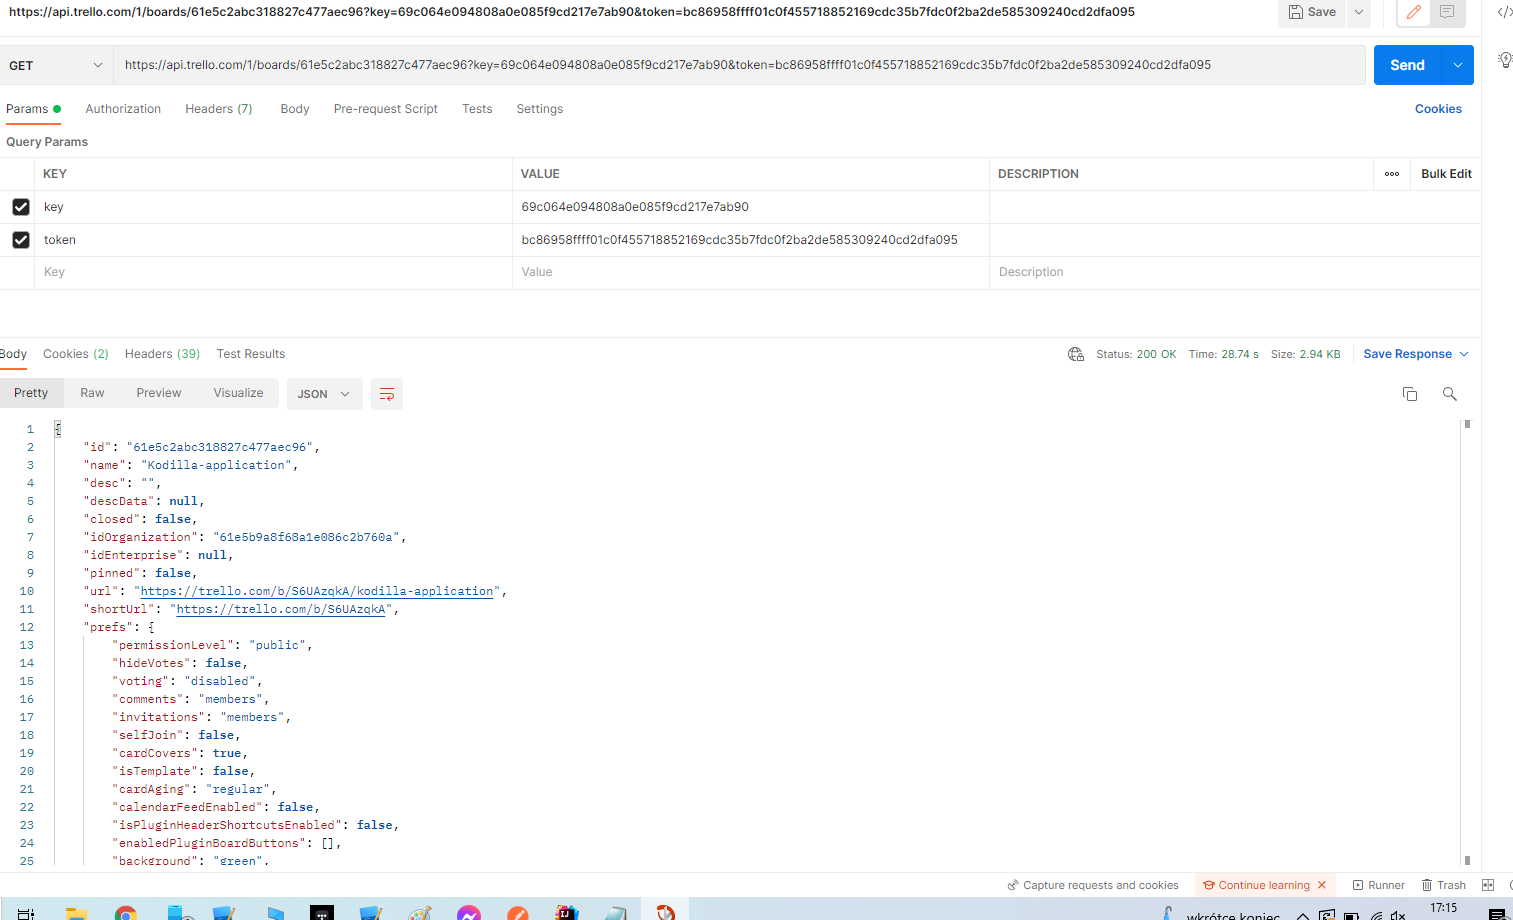 https://api.trello.com/1/boards/61e5c2abc318827c477aec96?key=69c064e094808a0e085f9cd217e7ab90&token=bc86958ffff01c0f455718852169cdc35b7fdc0f2ba2de585309240cd2dfa095 Save
GET https://api.trello.com/1/boards/61e5c2abc318827c477aec96?key=69c064e094808a0e085f9cd217e7ab90&token=bc86958ffff01c0f455718852169cdc35b7fdc0f2ba2de585309240cd2dfa095 Send
Params Authorization Headers (7) Body Pre-request Script Tests Settings Cookies
Query Params
KEY VALUE DESCRIPTION ooo Bulk Edit
key 69c064e094808a0e085f9cd217e7ab90
token bc86958ffff01c0f455718852169cdc35b7fdc0f2ba2de585309240cd2dfa095
Key Value Description
Body Cookies (2) Headers (39) Test Results Status: 200 OK Time: 28.74 s Size: 2.94 KB Save Response
Pretty Raw Preview Visualize JSON
1 {
2 "id": "61e5c2abc318827c477aec96",
3 "name": "Kodilla-application",
4 "desc": "",
5 "descData": null,
6 "closed": false,
7 "idOrganization": "61e5b9a8f68a1e086c2b760a",
8 "idEnterprise": null,
9 "pinned": false,
10 "url": "https://trello.com/b/S6UAzqkA/kodilla-application",
11 "shortUrl": "https://trello.com/b/S6UAzqkA",
12 "prefs": {
13 "permissionLevel": "public",
14 "hideVotes": false,
15 "voting": "disabled",
16 "comments": "members",
17 "invitations": "members",
18 "selfJoin": false,
19 "cardCovers": true,
20 "isTemplate": false,
21 "cardAging": "regular",
22 "calendarFeedEnabled": false,
23 "isPluginHeaderShortcutsEnabled": false,
24 "enabledPluginBoardButtons": [],
25 "background": "green",
Capture requests and cookies Continue learning Runner Trash
wkrótce koniec 17:15